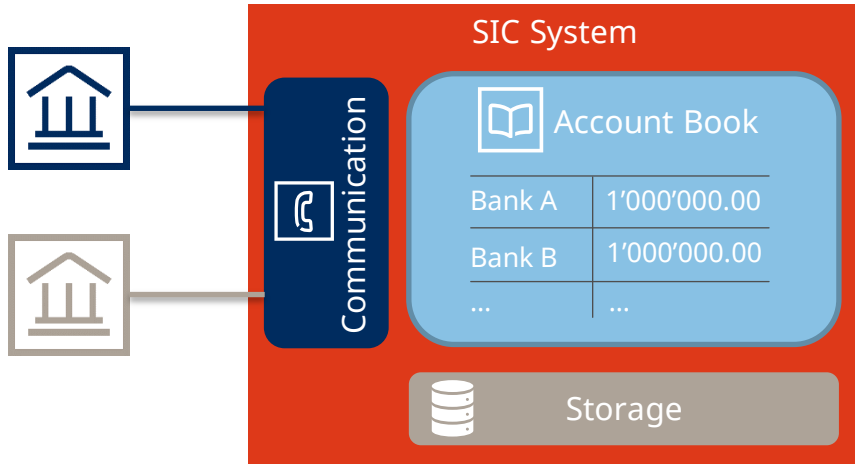 SIC System
Communication
Account Book
Bank A 1’000’000.00
Bank B 1’000’000.00
... ...
Storage